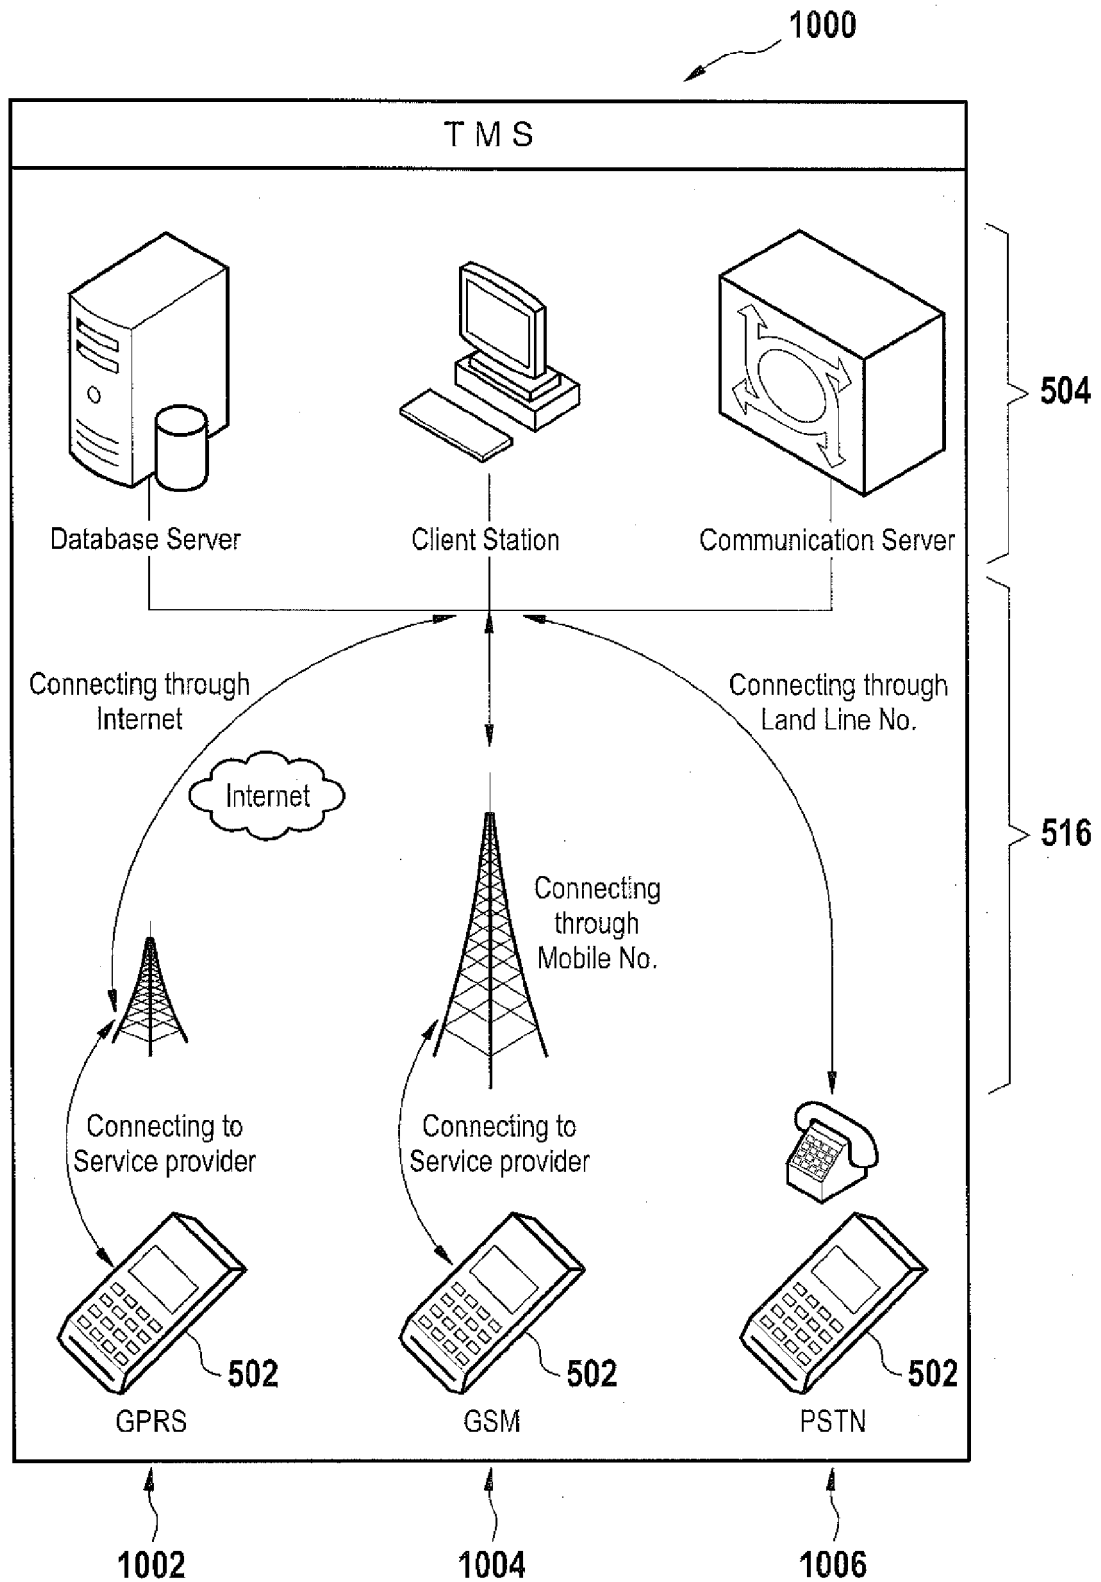 1000
T M S
504
Database Server
Client Station
Communication Server
Connecting through
Internet
Connecting through
Land Line No.
Internet
516
Connecting
through
Mobile No.
Connecting to
Service provider
Connecting to
Service provider
502
502
502
GPRS
GSM
PSTN
1002
1004
1006